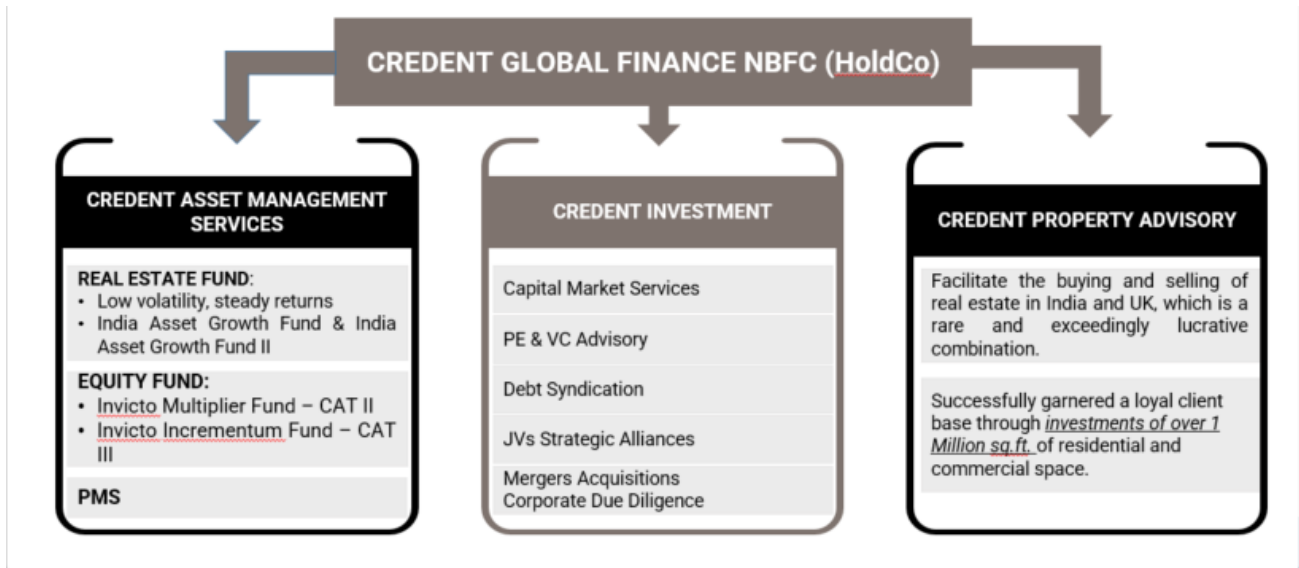 CREDENT GLOBAL FINANCE NBFC (HoldCo)
CREDENT ASSET MANAGEMENT
SERVICES
REAL ESTATE FUND:
• Low volatility, steady returns
• India Asset Growth Fund & India
Asset Growth Fund II
EQUITY FUND:
• Invicto Multiplier Fund – CAT II
• Invicto Incrementum Fund – CAT
III
PMS
CREDENT INVESTMENT
Capital Market Services
PE & VC Advisory
Debt Syndication
JVs Strategic Alliances
Mergers Acquisitions
Corporate Due Diligence
CREDENT PROPERTY ADVISORY
Facilitate the buying and selling of
real estate in India and UK, which is a
rare and exceedingly lucrative
combination.
Successfully garnered a loyal client
base through investments of over 1
Million sq.ft. of residential and
commercial space.